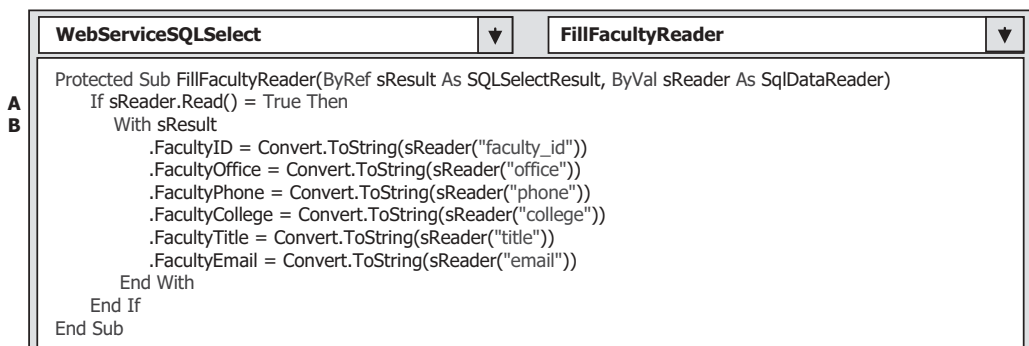 WebServiceSQLSelect FillFacultyReader
Protected Sub FillFacultyReader(ByRef sResult As SQLSelectResult, ByVal sReader As SqlDataReader)
A If sReader.Read() = True Then
B With sResult
.FacultyID = Convert.ToString(sReader("faculty_id"))
.FacultyOffice = Convert.ToString(sReader("office"))
.FacultyPhone = Convert.ToString(sReader("phone"))
.FacultyCollege = Convert.ToString(sReader("college"))
.FacultyTitle = Convert.ToString(sReader("title"))
.FacultyEmail = Convert.ToString(sReader("email"))
End With
End If
End Sub